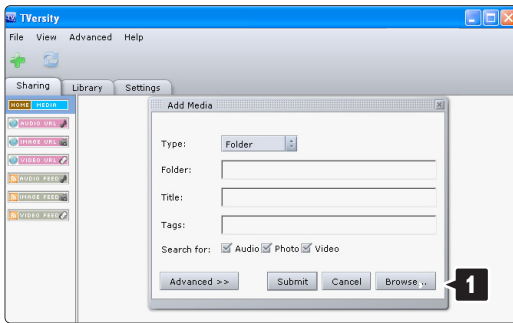 TV TVersity
File View Advanced Help
Sharing Library Settings
HOME MEDIA
AUDIO URL
IMAGE URL
VIDEO URL
AUDIO FEED
IMAGE FEED
VIDEO FEED
Add Media
Type: Folder
Folder:
Title:
Tags:
Search for: Audio Photo Video
Advanced >> Submit Cancel Browse...
1